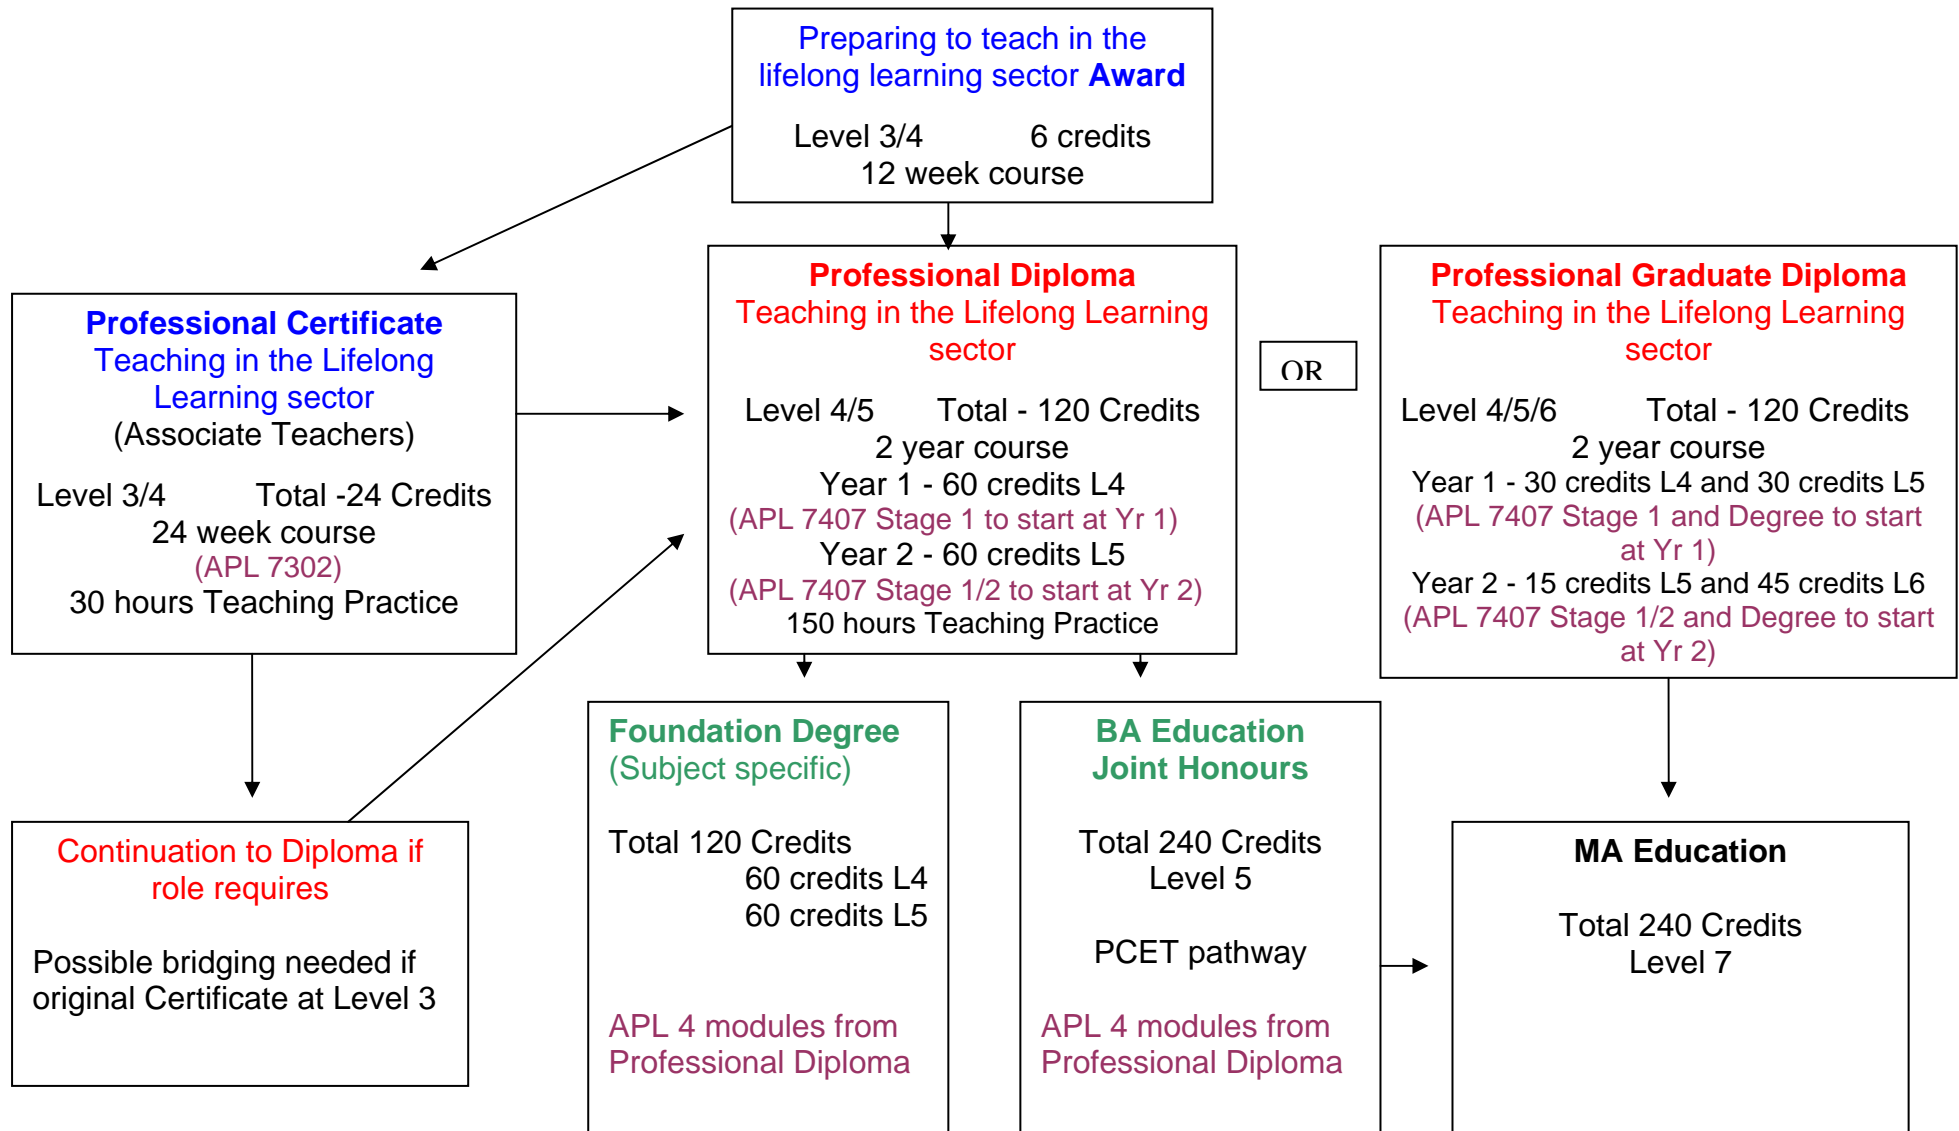 Preparing to teach in the
lifelong learning sector Award
Level 3/4 6 credits
12 week course
Professional Certificate
Teaching in the Lifelong
Learning sector
(Associate Teachers)
Level 3/4 Total -24 Credits
24 week course
(APL 7302)
30 hours Teaching Practice
Professional Diploma
Teaching in the Lifelong Learning
sector
Level 4/5 Total - 120 Credits
2 year course
Year 1 - 60 credits L4
(APL 7407 Stage 1 to start at Yr 1)
Year 2 - 60 credits L5
(APL 7407 Stage 1/2 to start at Yr 2)
150 hours Teaching Practice
OR
Professional Graduate Diploma
Teaching in the Lifelong Learning
sector
Level 4/5/6 Total - 120 Credits
2 year course
Year 1 - 30 credits L4 and 30 credits L5
(APL 7407 Stage 1 and Degree to start
at Yr 1)
Year 2 - 15 credits L5 and 45 credits L6
(APL 7407 Stage 1/2 and Degree to start
at Yr 2)
Continuation to Diploma if
role requires
Possible bridging needed if
original Certificate at Level 3
Foundation Degree
(Subject specific)
Total 120 Credits
60 credits L4
60 credits L5
APL 4 modules from
Professional Diploma
BA Education
Joint Honours
Total 240 Credits
Level 5
PCET pathway
APL 4 modules from
Professional Diploma
MA Education
Total 240 Credits
Level 7